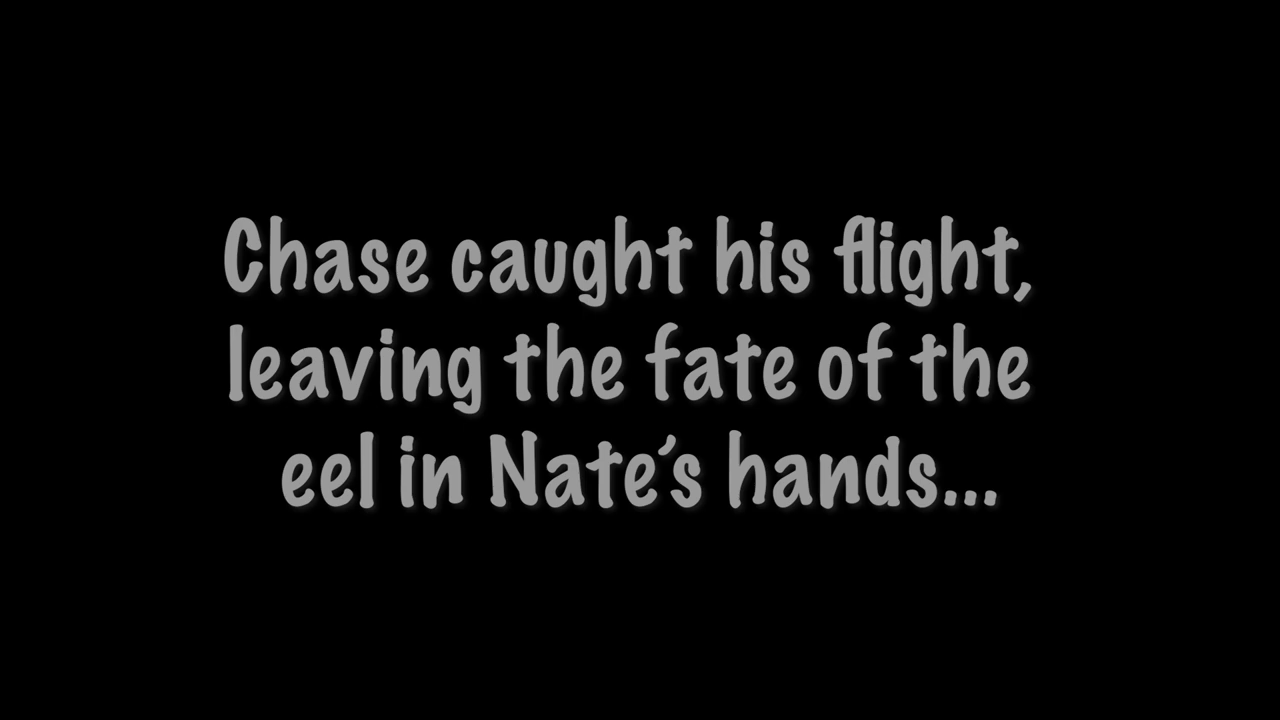 Chase caught his flight,
leaving the fate of the
eel in Nate’s hands...